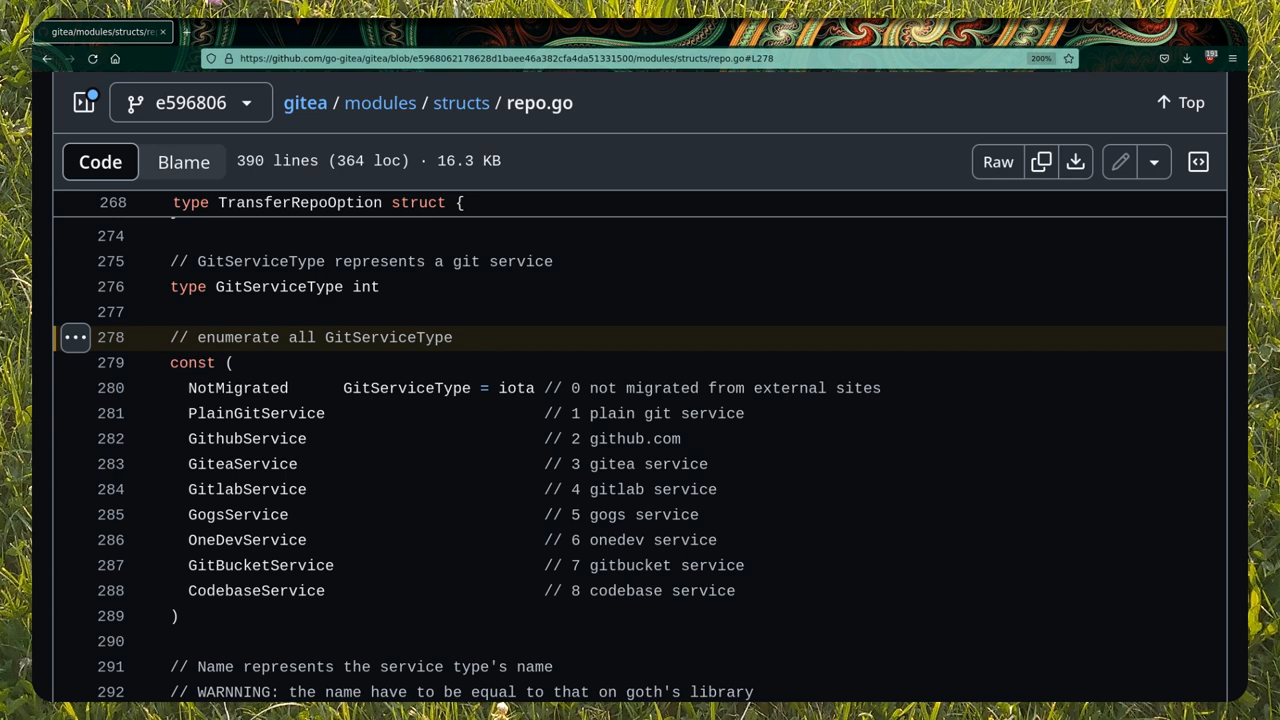 gitea/modules/structs/re
https://github.com/go-gitea/gitea/blob/e5968062178628d1baee46a382cfa4da51331500/modules/structs/repo.go#L278
200%
191
e596806
gitea / modules / structs / repo.go
Top
Code
Blame
390 lines (364 loc) · 16.3 KB
Raw
268 type TransferRepoOption struct {
274
275 // GitServiceType represents a git service
276 type GitServiceType int
277
278 // enumerate all GitServiceType
279 const (
280 NotMigrated GitServiceType = iota // 0 not migrated from external sites
281 PlainGitService // 1 plain git service
282 GithubService // 2 github.com
283 GiteaService // 3 gitea service
284 GitlabService // 4 gitlab service
285 GogsService // 5 gogs service
286 OneDevService // 6 onedev service
287 GitBucketService // 7 gitbucket service
288 CodebaseService // 8 codebase service
289 )
290
291 // Name represents the service type's name
292 // WARNNING: the name have to be equal to that on goth's library